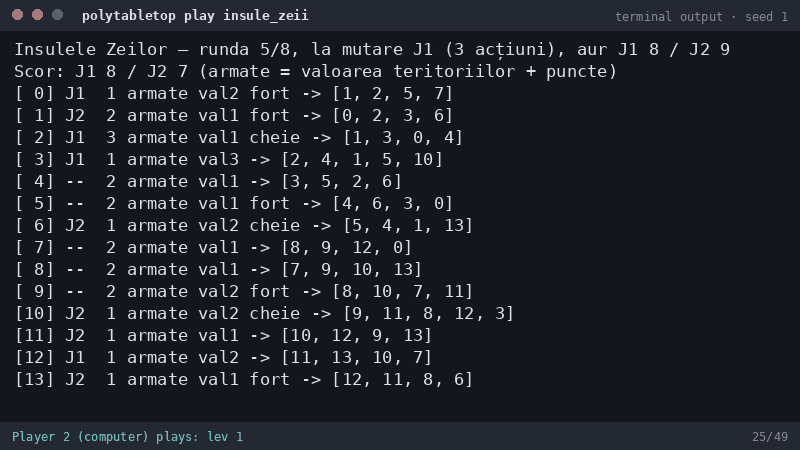 polytabletop play insule_zeii
terminal output · seed 1
Insulele Zeilor — runda 5/8, la mutare J1 (3 acțiuni), aur J1 8 / J2 9
Scor: J1 8 / J2 7 (armate = valoarea teritoriilor + puncte)
[ 0] J1  1 armate val2 fort -> [1, 2, 5, 7]
[ 1] J2  2 armate val1 fort -> [0, 2, 3, 6]
[ 2] J1  3 armate val1 cheie -> [1, 3, 0, 4]
[ 3] J1  1 armate val3 -> [2, 4, 1, 5, 10]
[ 4] --  2 armate val1 -> [3, 5, 2, 6]
[ 5] --  2 armate val1 fort -> [4, 6, 3, 0]
[ 6] J2  1 armate val2 cheie -> [5, 4, 1, 13]
[ 7] --  2 armate val1 -> [8, 9, 12, 0]
[ 8] --  2 armate val1 -> [7, 9, 10, 13]
[ 9] --  2 armate val2 fort -> [8, 10, 7, 11]
[10] J2  1 armate val2 cheie -> [9, 11, 8, 12, 3]
[11] J2  1 armate val1 -> [10, 12, 9, 13]
[12] J1  1 armate val2 -> [11, 13, 10, 7]
[13] J2  1 armate val1 fort -> [12, 11, 8, 6]
Player 2 (computer) plays: lev 1
25/49